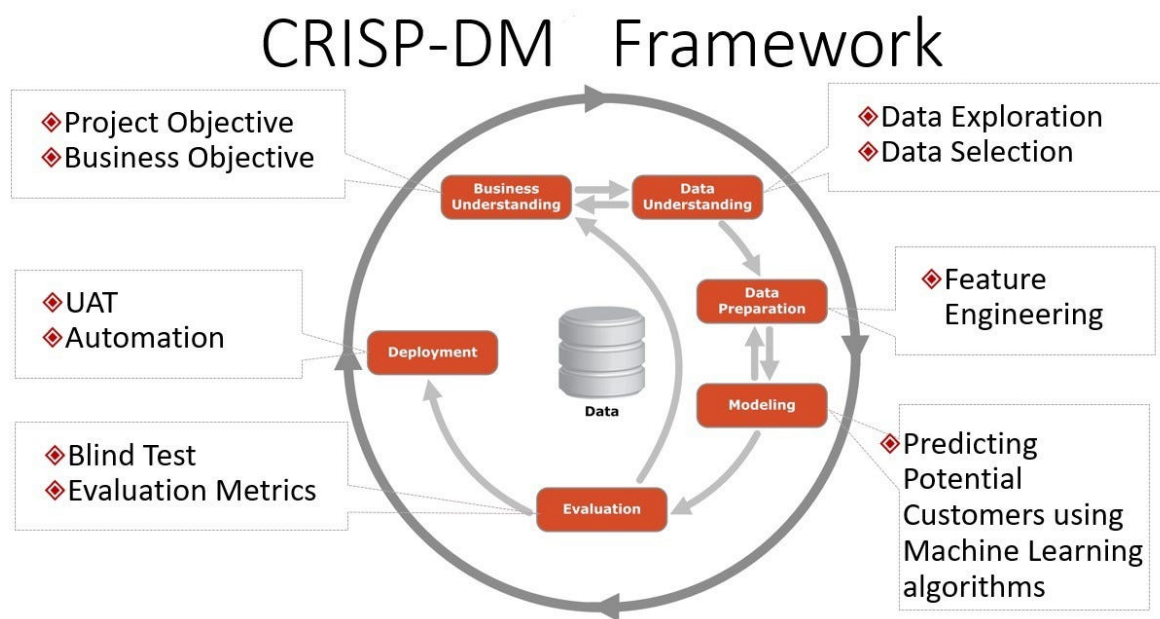 CRISP-DM Framework
Project Objective
Business Objective
Data Exploration
Data Selection
Business
Understanding
Data
Understanding
Data
Preparation
Feature
Engineering
UAT
Automation
Deployment
Data
Modeling
Predicting
Potential
Customers using
Machine Learning
algorithms
Blind Test
Evaluation Metrics
Evaluation